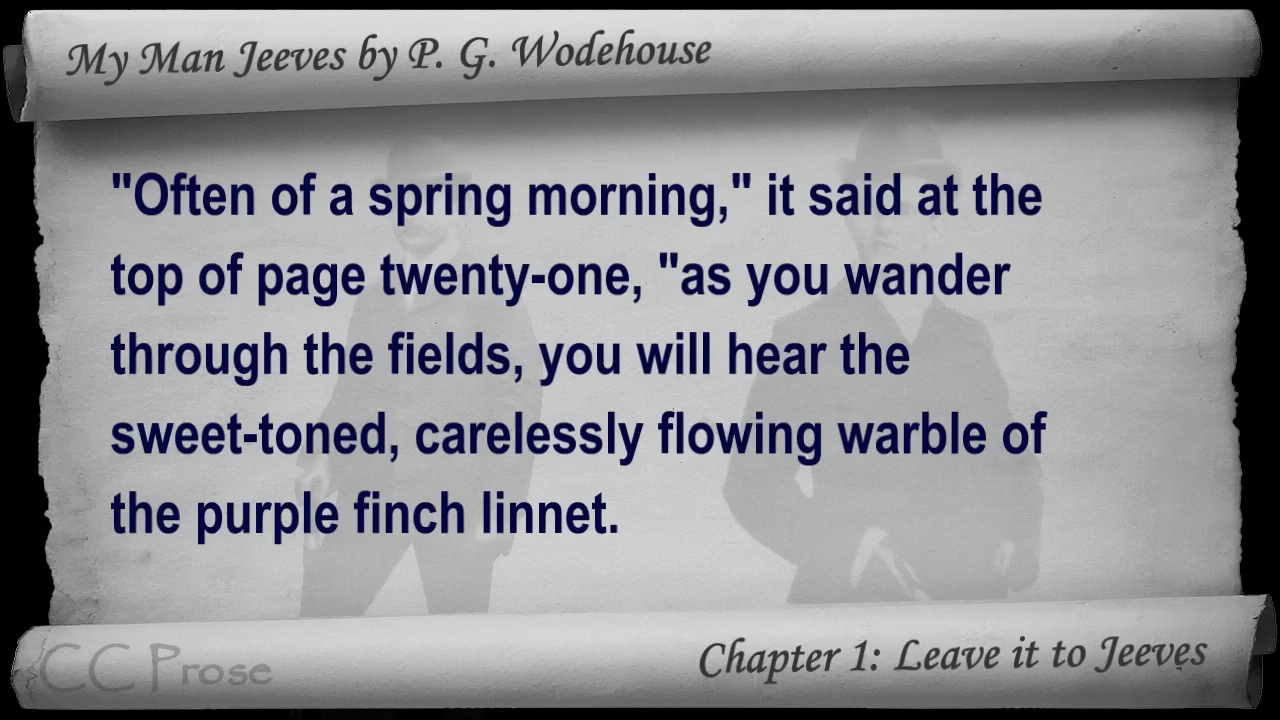 My Man Jeeves by P. G. Wodehouse
"Often of a spring morning," it said at the
top of page twenty-one, "as you wander
through the fields, you will hear the
sweet-toned, carelessly flowing warble of
the purple finch linnet.
CC Prose
Chapter 1: Leave it to Jeeves